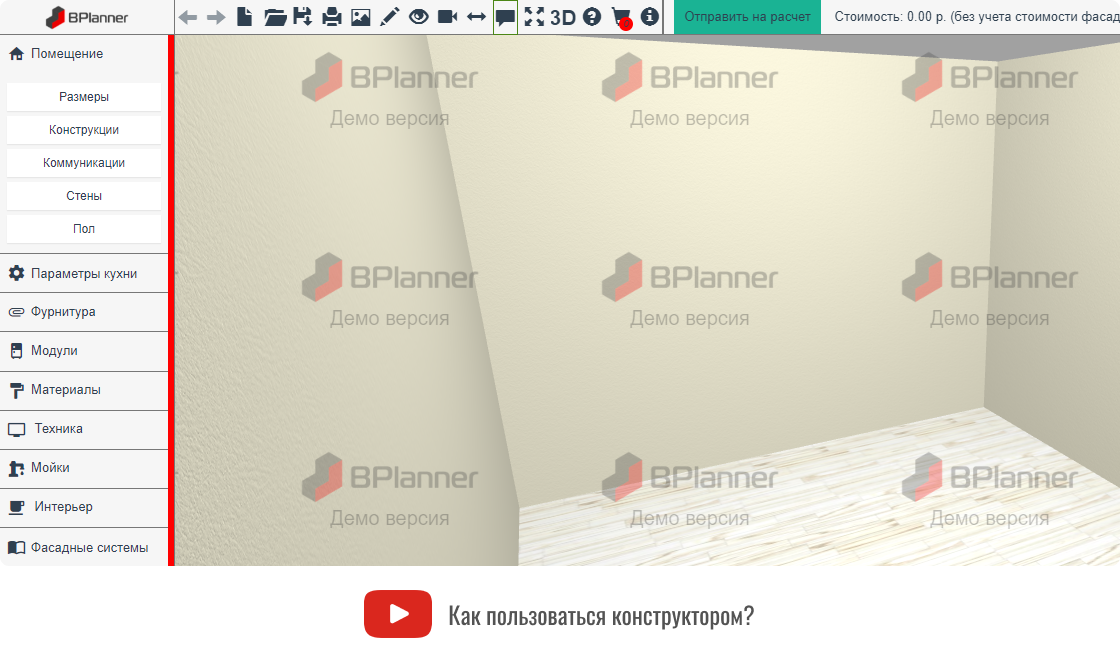 BPlanner
3D
Отправить на расчет
Стоимость: 0.00 р. (без учета стоимости фасад
Помещение
Размеры
Конструкции
Коммуникации
Стены
Пол
Параметры кухни
Фурнитура
Модули
Материалы
Техника
Мойки
Интерьер
Фасадные системы
BPlanner BPlanner BPlanner
Демо версия Демо версия Демо версия
BPlanner BPlanner BPlanner
Демо версия Демо версия Демо версия
BPlanner BPlanner BPlanner
Демо версия Демо версия Демо версия
Как пользоваться конструктором?